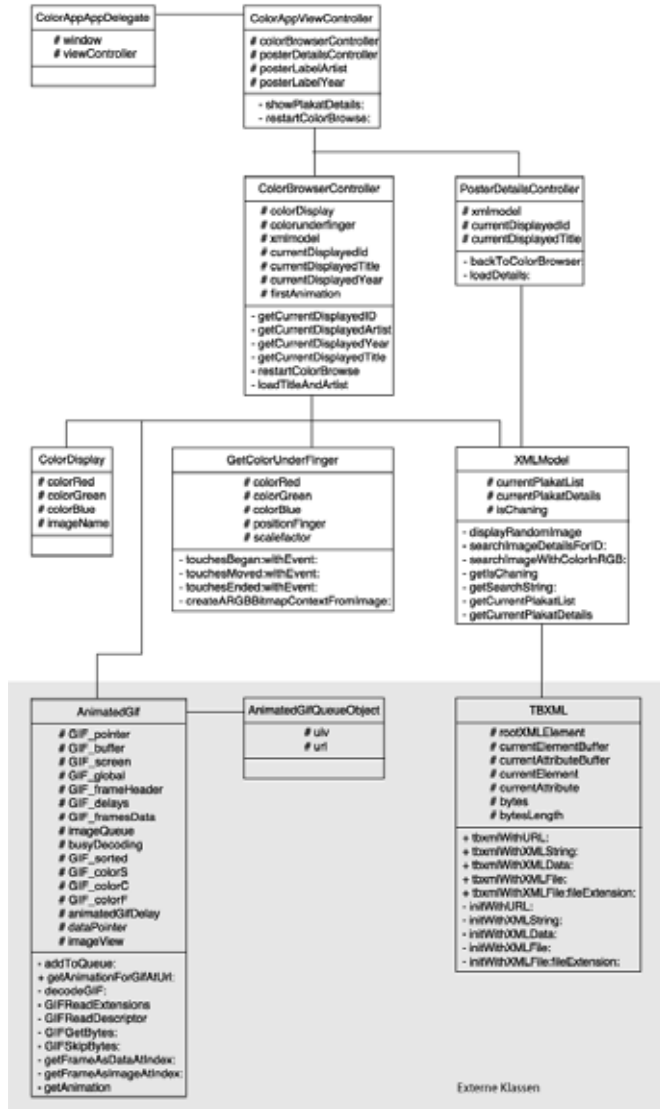 ColorAppAppDelegate
# window
# viewController
ColorAppViewController
# colorBrowserController
# posterDetailsController
# posterLabelArtist
# posterLabelYear
- showPlakatDetails:
- restartColorBrowse:
ColorBrowserController
# colorDisplay
# colorunderfinger
# xmlmodel
# currentDisplayedId
# currentDisplayedTitle
# currentDisplayedYear
# firstAnimation
- getCurrentDisplayedID
- getCurrentDisplayedArtist
- getCurrentDisplayedYear
- getCurrentDisplayedTitle
- restartColorBrowse
- loadTitleAndArtist
PosterDetailsController
# xmlmodel
# currentDisplayedId
# currentDisplayedTitle
- backToColorBrowser:
- loadDetails:
ColorDisplay
# colorRed
# colorGreen
# colorBlue
# imageName
GetColorUnderFinger
# colorRed
# colorGreen
# colorBlue
# positionFinger
# scalefactor
- touchesBegan:withEvent:
- touchesMoved:withEvent:
- touchesEnded:withEvent:
- createARGBBitmapContextFromImage:
XMLModel
# currentPlakatList
# currentPlakatDetails
# isChaning
- displayRandomImage
- searchImageDetailsForID:
- searchImageWithColorInRGB:
- getIsChaning
- getSearchString:
- getCurrentPlakatList
- getCurrentPlakatDetails
AnimatedGif
# GIF_pointer
# GIF_buffer
# GIF_screen
# GIF_global
# GIF_frameHeader
# GIF_delays
# GIF_framesData
# imageQueue
# busyDecoding
# GIF_sorted
# GIF_colorS
# GIF_colorC
# GIF_colorF
# animatedGifDelay
# dataPointer
# imageView
- addToQueue:
+ getAnimationForGifAtUrl:
- decodeGIF:
- GIFReadExtensions
- GIFReadDescriptor
- GIFGetBytes:
- GIFSkipBytes:
- getFrameAsDataAtIndex:
- getFrameAsImageAtIndex:
- getAnimation
AnimatedGifQueueObject
# uiv
# url
TBXML
# rootXMLElement
# currentElementBuffer
# currentAttributeBuffer
# currentElement
# currentAttribute
# bytes
# bytesLength
+ tbxmlWithURL:
+ tbxmlWithXMLString:
+ tbxmlWithXMLData:
+ tbxmlWithXMLFile:
+ tbxmlWithXMLFile:fileExtension:
- initWithURL:
- initWithXMLString:
- initWithXMLData:
- initWithXMLFile:
- initWithXMLFile:fileExtension:
Externe Klassen